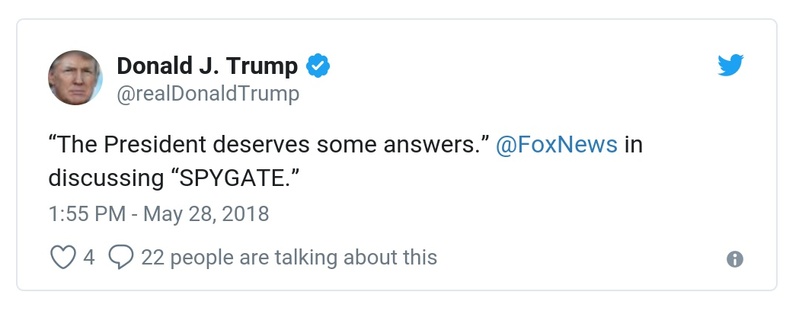 Donald J. Trump
@realDonaldTrump
“The President deserves some answers.” @FoxNews in
discussing “SPYGATE.”
1:55 PM - May 28, 2018
4 22 people are talking about this